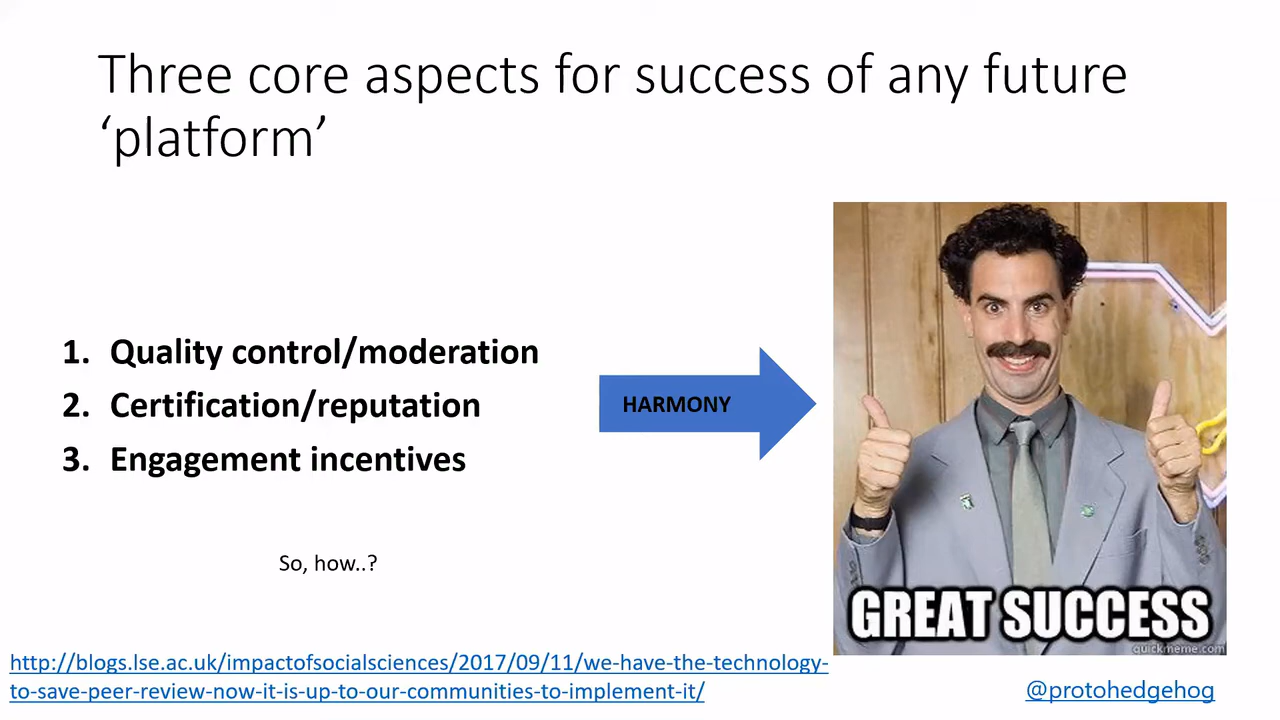 Three core aspects for success of any future
‘platform’
1. Quality control/moderation
2. Certification/reputation
3. Engagement incentives
HARMONY
So, how..?
GREAT SUCCESS
quickmeme.com
http://blogs.lse.ac.uk/impactofsocialsciences/2017/09/11/we-have-the-technology-
to-save-peer-review-now-it-is-up-to-our-communities-to-implement-it/
@protohedgehog